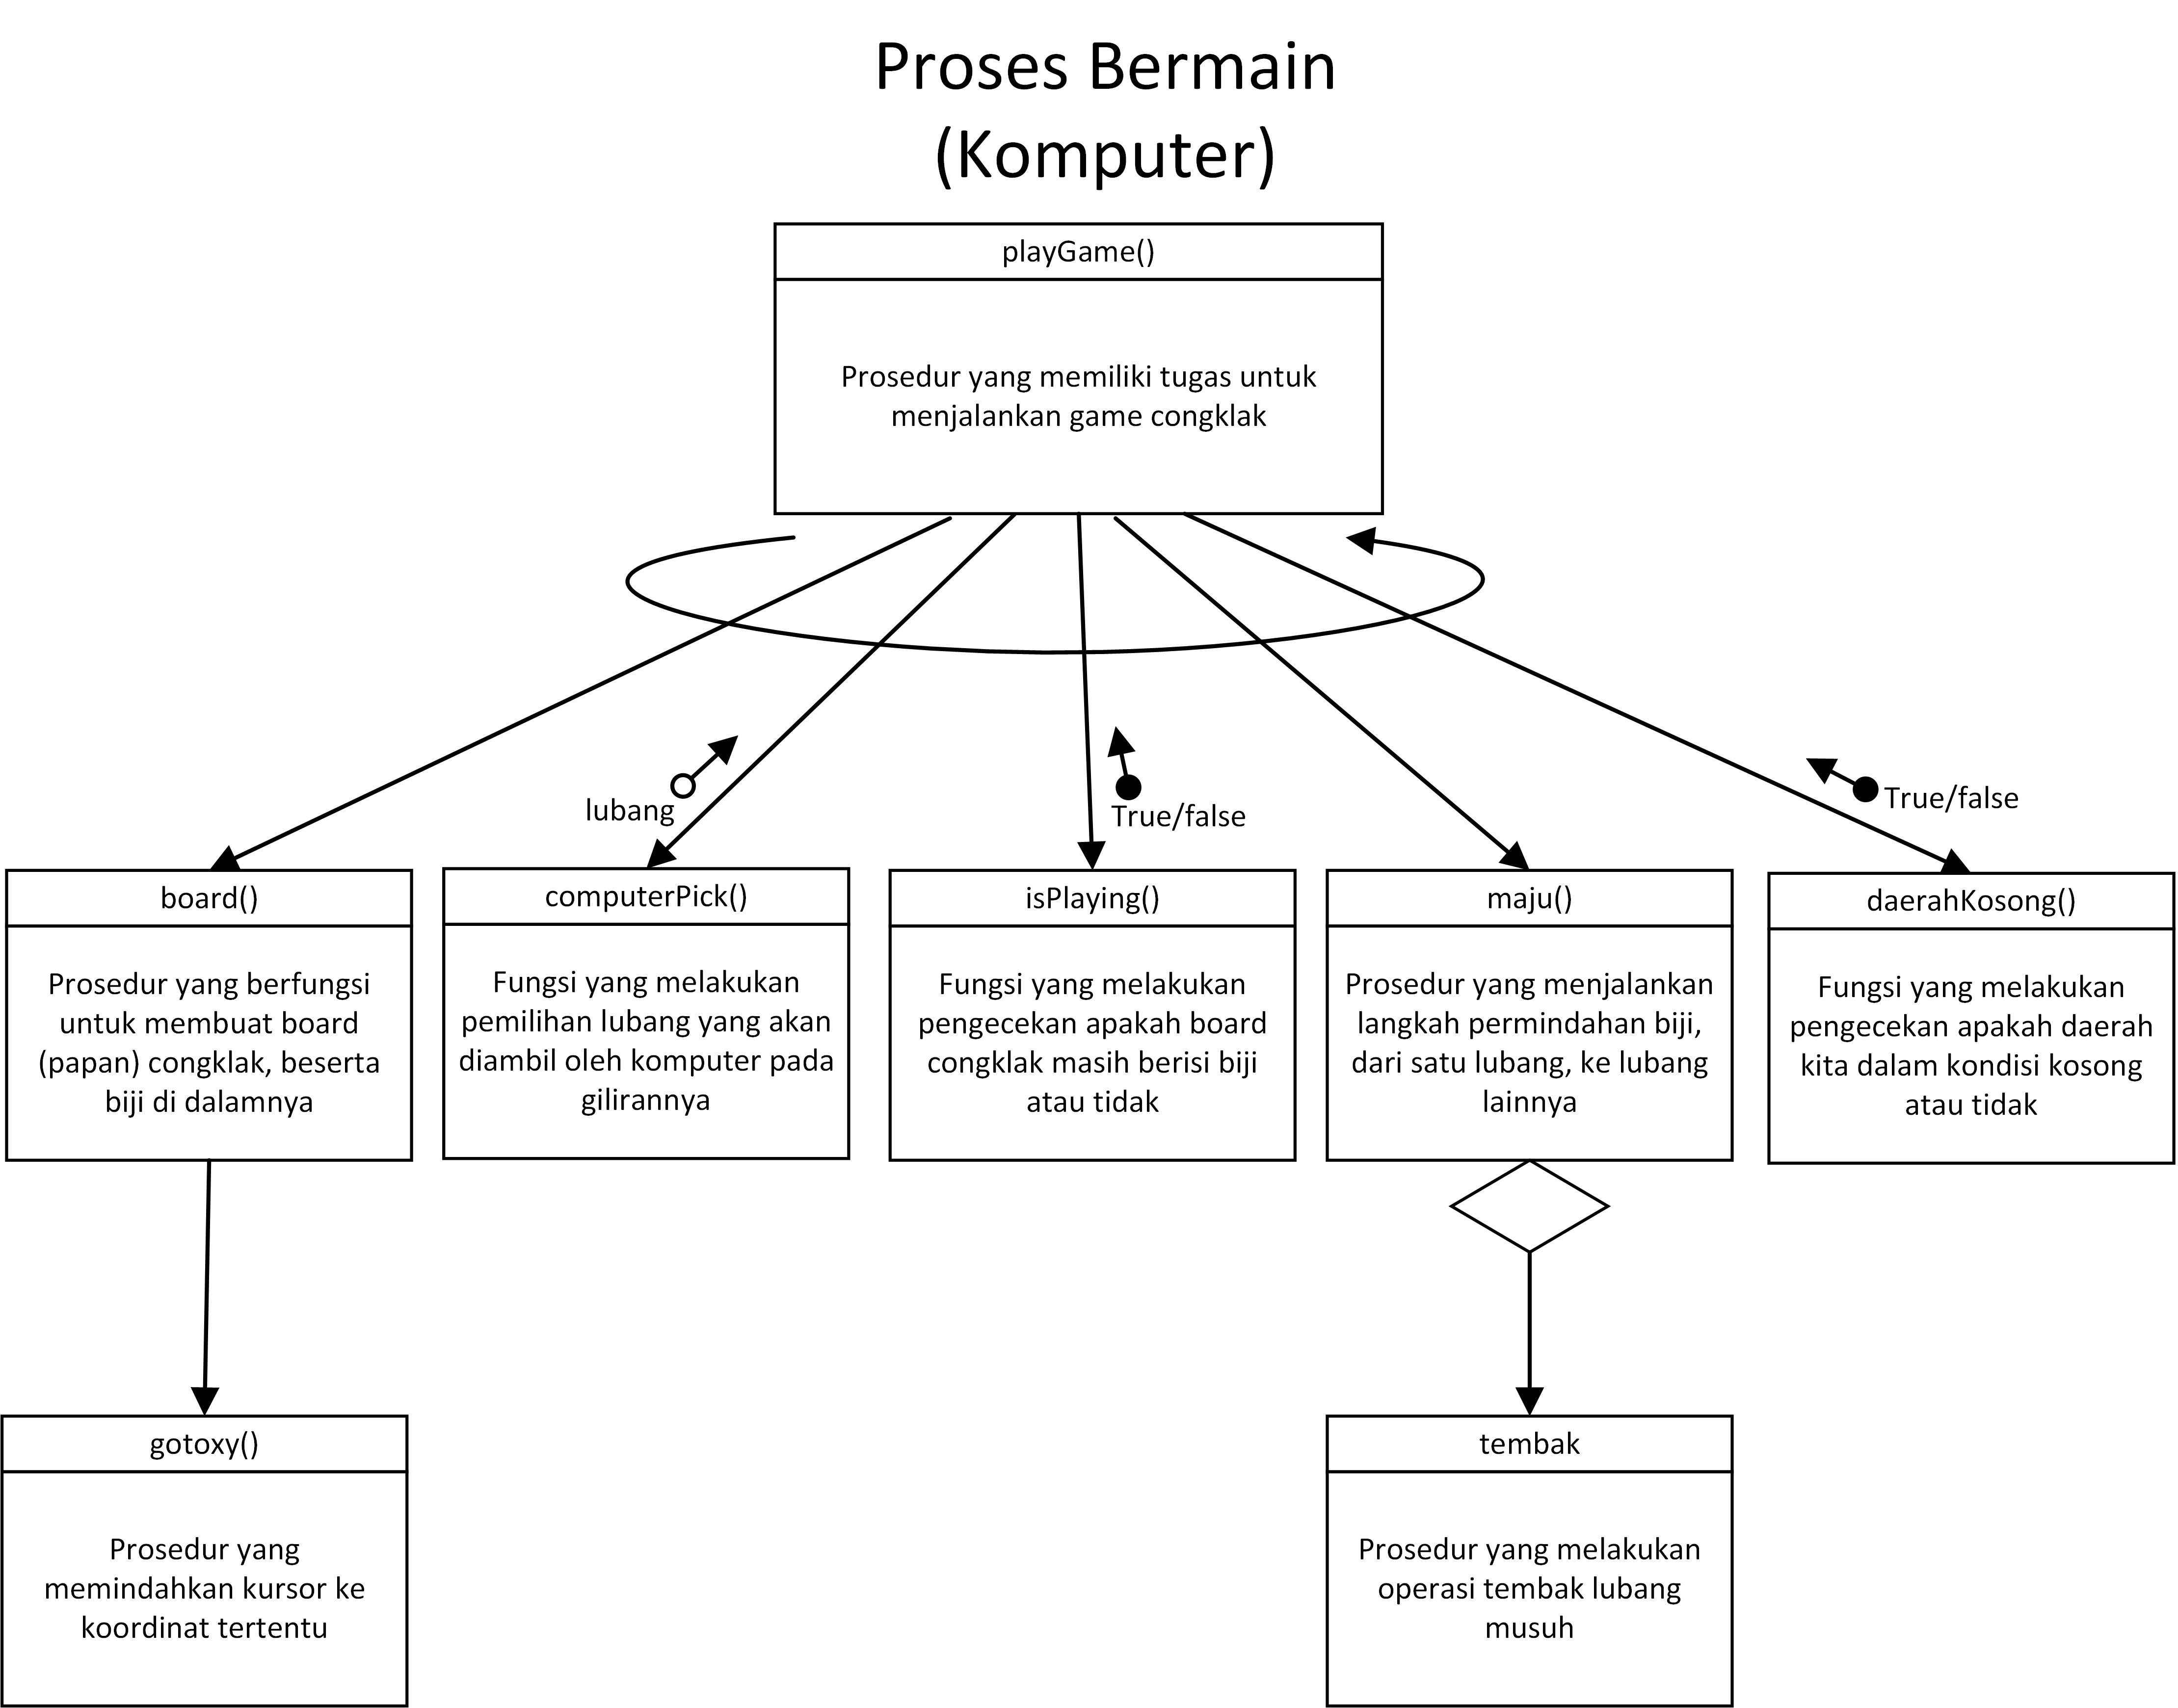 Proses Bermain
(Komputer)
playGame()
Prosedur yang memiliki tugas untuk
menjalankan game congklak
lubang
True/false
True/false
board()
Prosedur yang berfungsi
untuk membuat board
(papan) congklak, beserta
biji di dalamnya
computerPick()
Fungsi yang melakukan
pemilihan lubang yang akan
diambil oleh komputer pada
gilirannya
isPlaying()
Fungsi yang melakukan
pengecekan apakah board
congklak masih berisi biji
atau tidak
maju()
Prosedur yang menjalankan
langkah permindahan biji,
dari satu lubang, ke lubang
lainnya
daerahKosong()
Fungsi yang melakukan
pengecekan apakah daerah
kita dalam kondisi kosong
atau tidak
gotoxy()
Prosedur yang
memindahkan kursor ke
koordinat tertentu
tembak
Prosedur yang melakukan
operasi tembak lubang
musuh